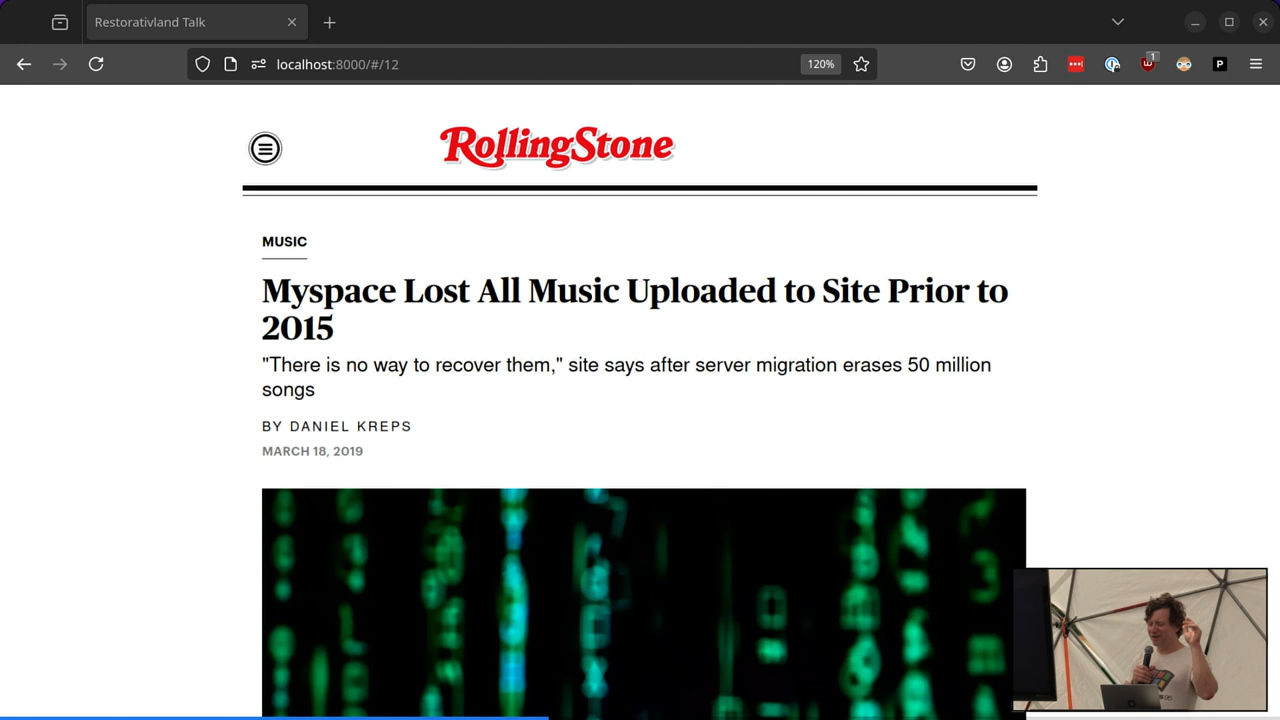 Restorativland Talk
localhost:8000/#/12
120%
1
P
RollingStone
MUSIC
Myspace Lost All Music Uploaded to Site Prior to
2015
"There is no way to recover them," site says after server migration erases 50 million
songs
BY DANIEL KREPS
MARCH 18, 2019